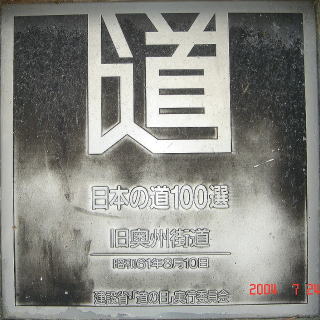 道
日本の道100選
旧奥州街道
昭和61年8月10日
建設省「道の日」実行委員会
2004 7 24